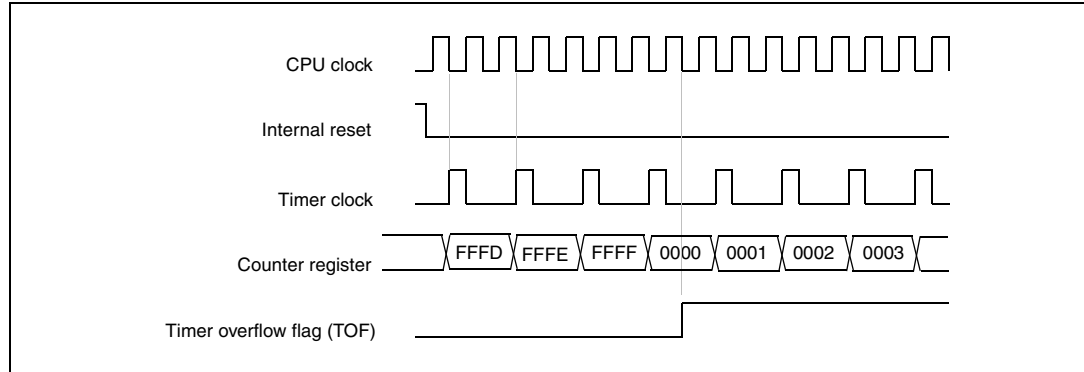 CPU clock
Internal reset
Timer clock
Counter register
FFFD FFFE FFFF 0000 0001 0002 0003
Timer overflow flag (TOF)